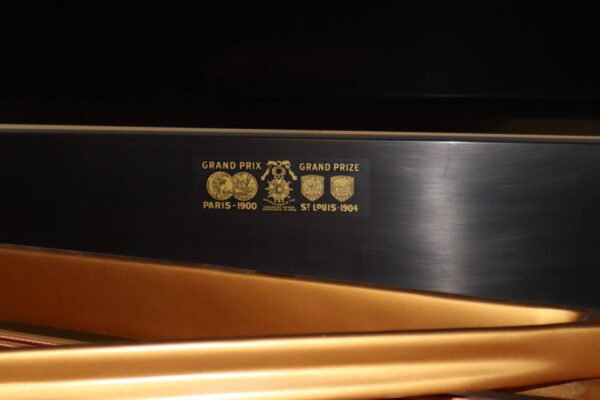 GRAND PRIX
PARIS-1900
GRAND PRIZE
ST LOUIS-1904